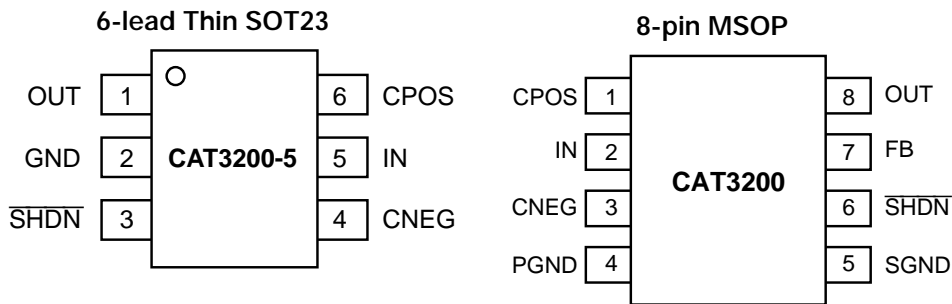 6-lead Thin SOT23
OUT 1 6 CPOS
GND 2 CAT3200-5 5 IN
SHDN 3 4 CNEG
8-pin MSOP
CPOS 1 8 OUT
IN 2 7 FB
CAT3200
CNEG 3 6 SHDN
PGND 4 5 SGND